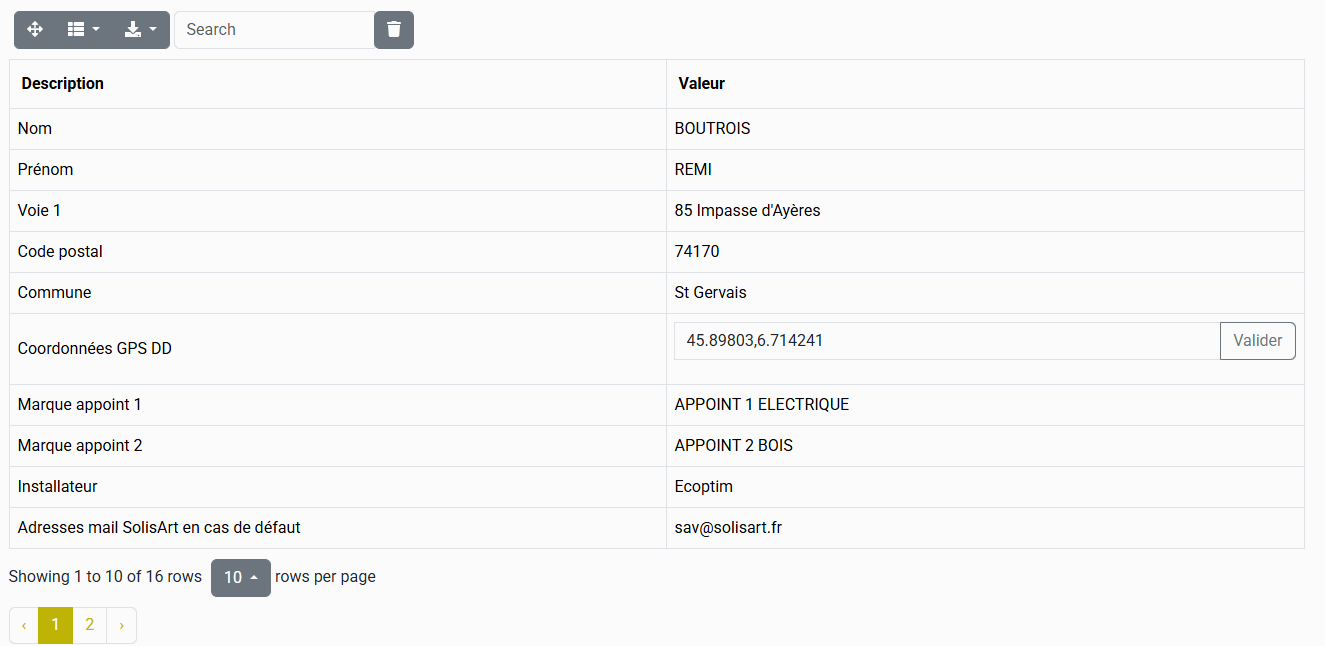 Search
Description Valeur
Nom BOUTROIS
Prénom REMI
Voie 1 85 Impasse d'Ayères
Code postal 74170
Commune St Gervais
Coordonnées GPS DD 45.89803,6.714241 Valider
Marque appoint 1 APPOINT 1 ELECTRIQUE
Marque appoint 2 APPOINT 2 BOIS
Installateur Ecoptim
Adresses mail SolisArt en cas de défaut sav@solisart.fr
Showing 1 to 10 of 16 rows 10 rows per page
‹ 1 2 ›